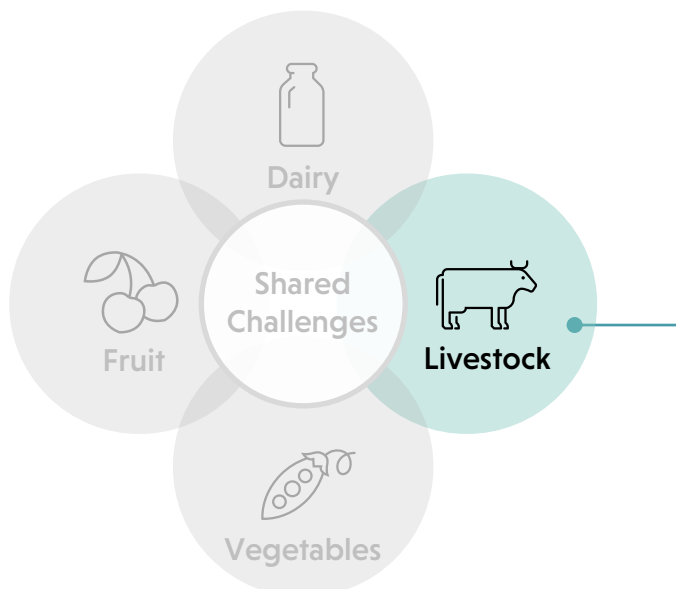 Dairy
Shared
Challenges
Fruit
Livestock
Vegetables